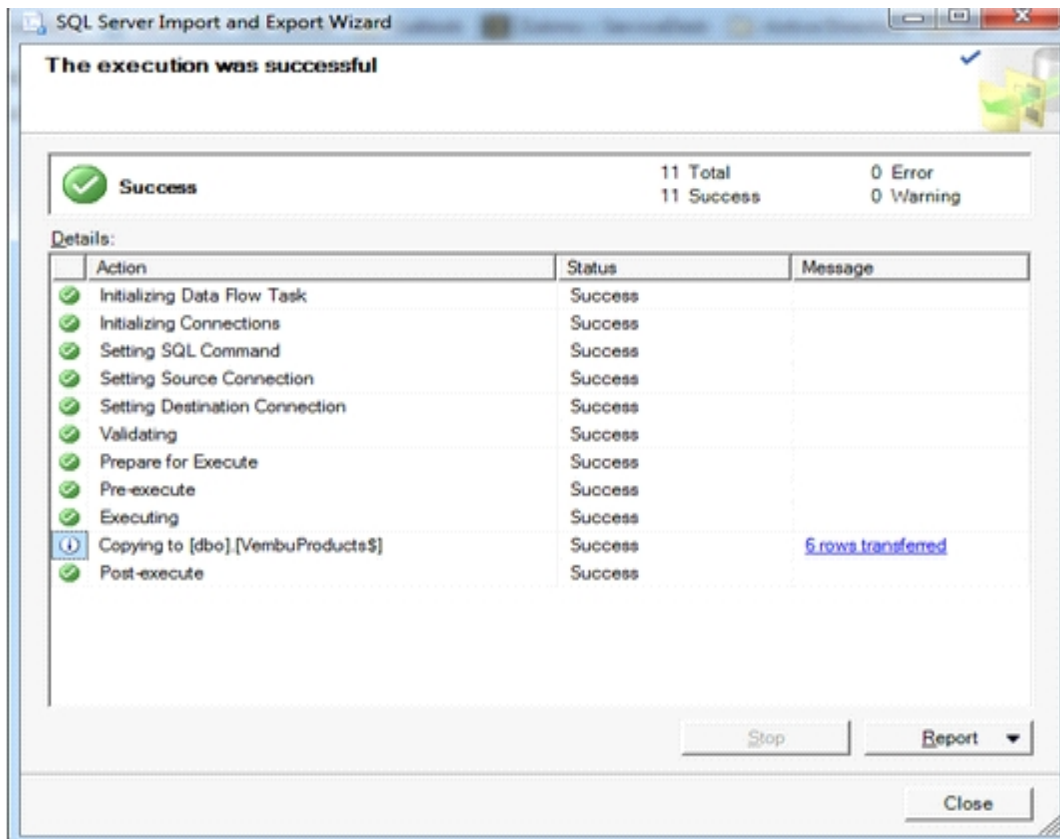 SQL Server Import and Export Wizard
The execution was successful
Success
11 Total 0 Error
11 Success 0 Warning
Details:
Action Status Message
Initializing Data Flow Task Success
Initializing Connections Success
Setting SQL Command Success
Setting Source Connection Success
Setting Destination Connection Success
Validating Success
Prepare for Execute Success
Pre-execute Success
Executing Success
Copying to [dbo].[VembuProducts$] Success 6 rows transferred
Post-execute Success
Stop Report
Close